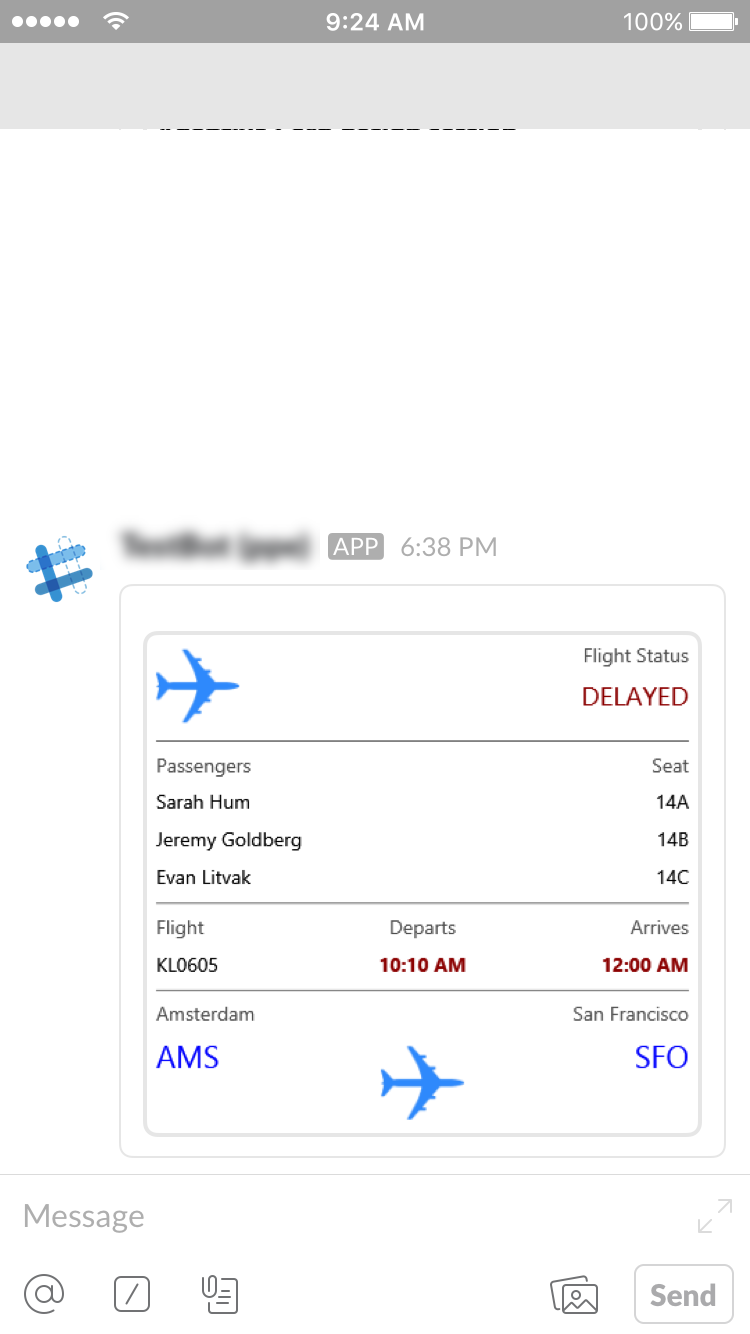 9:24 AM 100%
APP 6:38 PM
Flight Status
DELAYED
Passengers Seat
Sarah Hum 14A
Jeremy Goldberg 14B
Evan Litvak 14C
Flight Departs Arrives
KL0605 10:10 AM 12:00 AM
Amsterdam San Francisco
AMS SFO
Message
Send